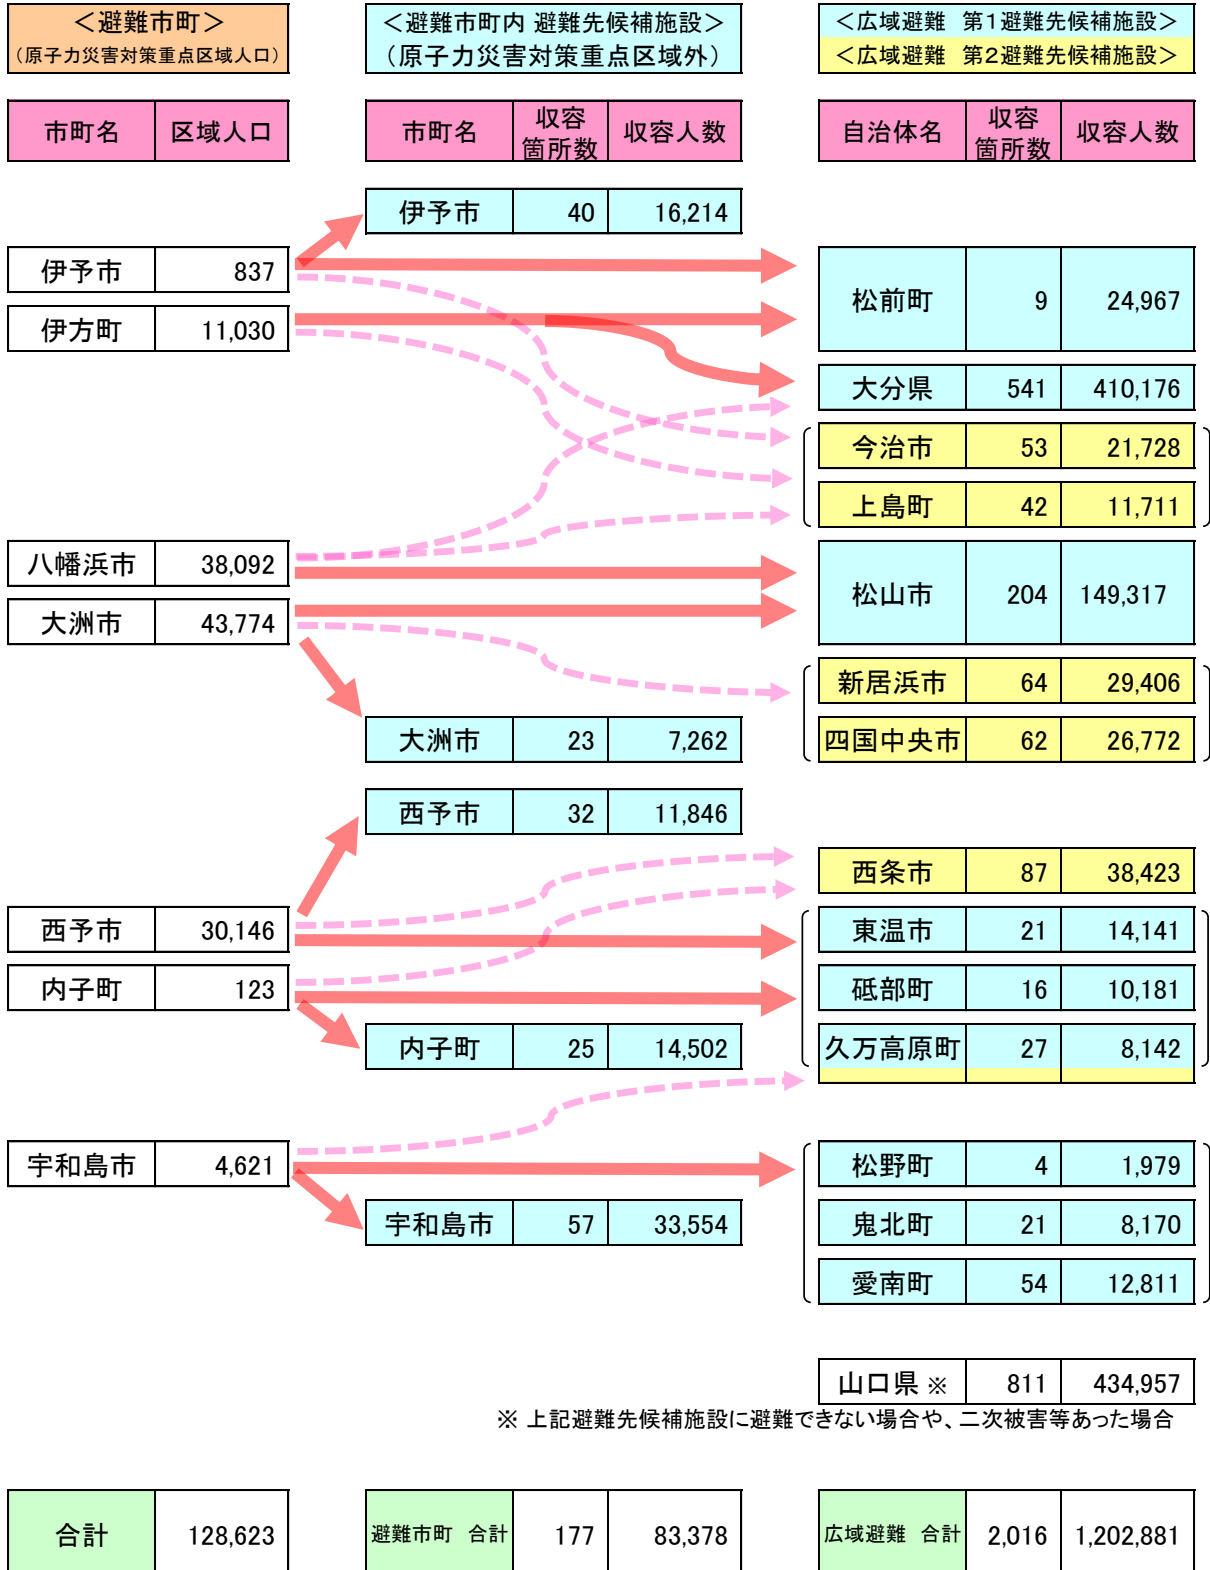 ＜避難市町＞
（原子力災害対策重点区域人口）
＜避難市町内 避難先候補施設＞
（原子力災害対策重点区域外）
＜広域避難　第1避難先候補施設＞
＜広域避難　第2避難先候補施設＞
市町名 区域人口
市町名 収容箇所数 収容人数
自治体名 収容箇所数 収容人数
伊予市 40 16,214
伊予市 837
伊方町 11,030
松前町 9 24,967
大分県 541 410,176
今治市 53 21,728
上島町 42 11,711
八幡浜市 38,092
大洲市 43,774
松山市 204 149,317
新居浜市 64 29,406
大洲市 23 7,262
四国中央市 62 26,772
西予市 32 11,846
西条市 87 38,423
西予市 30,146
東温市 21 14,141
内子町 123
砥部町 16 10,181
内子町 25 14,502
久万高原町 27 8,142
宇和島市 4,621
松野町 4 1,979
宇和島市 57 33,554
鬼北町 21 8,170
愛南町 54 12,811
山口県 ※ 811 434,957
※ 上記避難先候補施設に避難できない場合や、二次被害等あった場合
合計 128,623
避難市町　合計 177 83,378
広域避難　合計 2,016 1,202,881